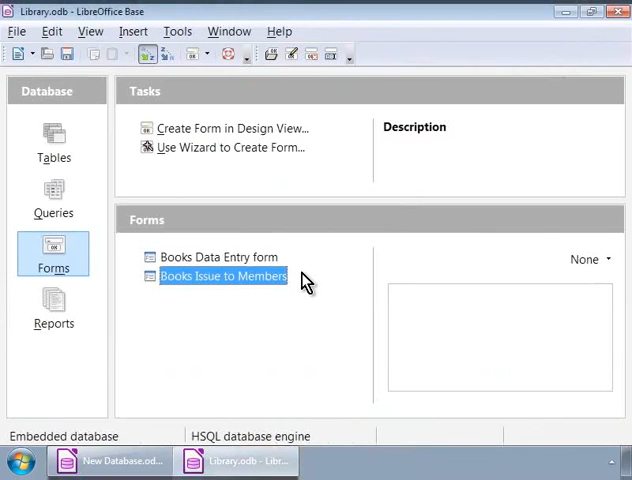 Library.odb - LibreOffice Base
File Edit View Insert Tools Window Help
Database
Tables
Queries
Forms
Reports
Tasks
Create Form in Design View...
Use Wizard to Create Form...
Description
Forms
Books Data Entry form
Books Issue to Members
None
Embedded database
HSQL database engine
New Database.od...
Library.odb - Libr...